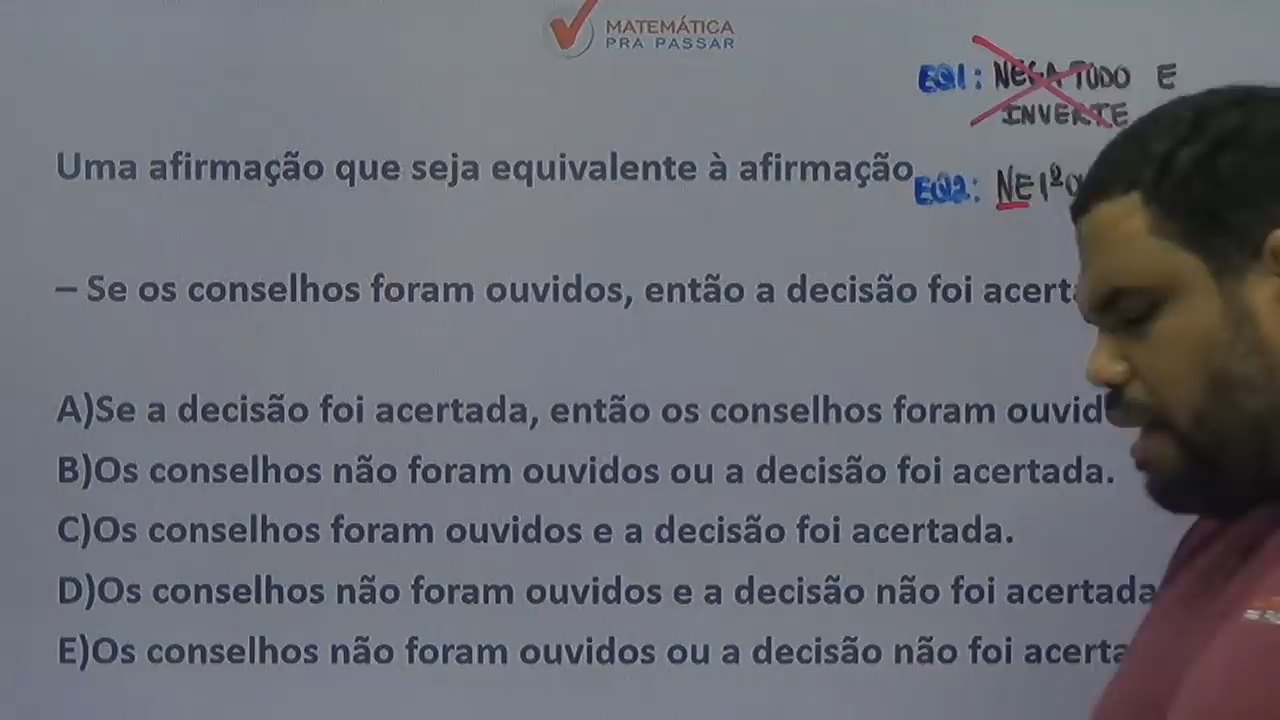 MATEMÁTICA
PRA PASSAR
EQ1: NEGA TUDO E
INVERTE
Uma afirmação que seja equivalente à afirmação
EQ2: NE 1º
– Se os conselhos foram ouvidos, então a decisão foi
A)Se a decisão foi acertada, então os conselhos foram
B)Os conselhos não foram ouvidos ou a decisão foi acertada.
C)Os conselhos foram ouvidos e a decisão foi acertada.
D)Os conselhos não foram ouvidos e a decisão não foi acertada
E)Os conselhos não foram ouvidos ou a decisão não foi